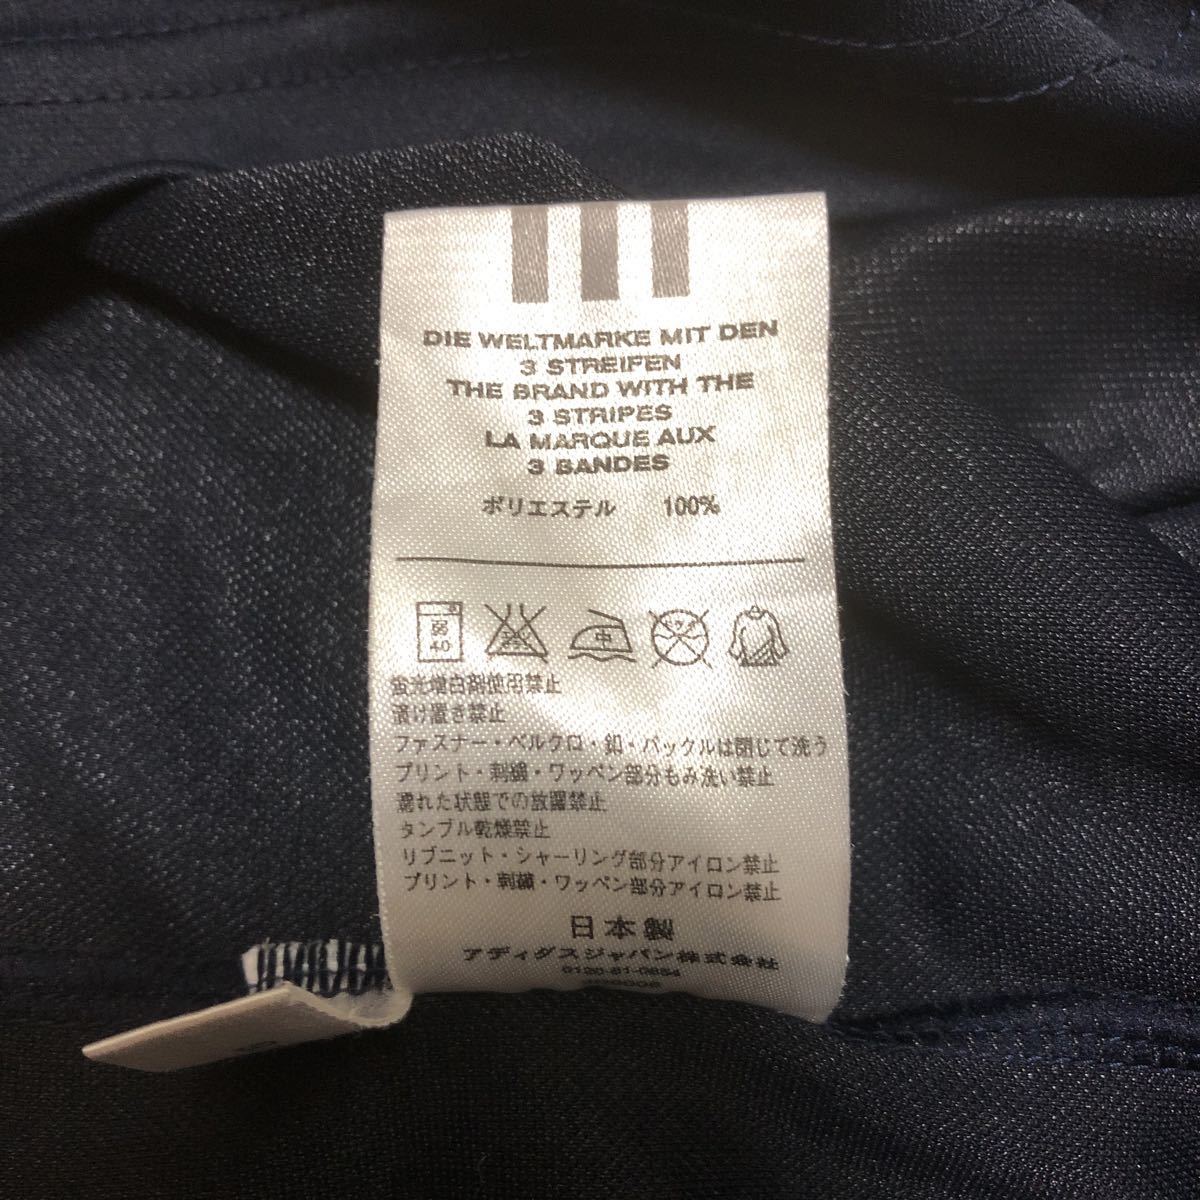 DIE WELTMARKE MIT DEN
3 STREIFEN
THE BRAND WITH THE
3 STRIPES
LA MARQUE AUX
3 BANDES
ポリエステル 100%
弱
40
中
蛍光増白剤使用禁止
漬け置き禁止
ファスナー・ベルクロ・釦・バックルは閉じて洗う
プリント・刺繍・ワッペン部分もみ洗い禁止
濡れた状態での放置禁止
タンブル乾燥禁止
リブニット・シャーリング部分アイロン禁止
プリント・刺繍・ワッペン部分アイロン禁止
日本製
アディダスジャパン株式会社
0120-81-0654